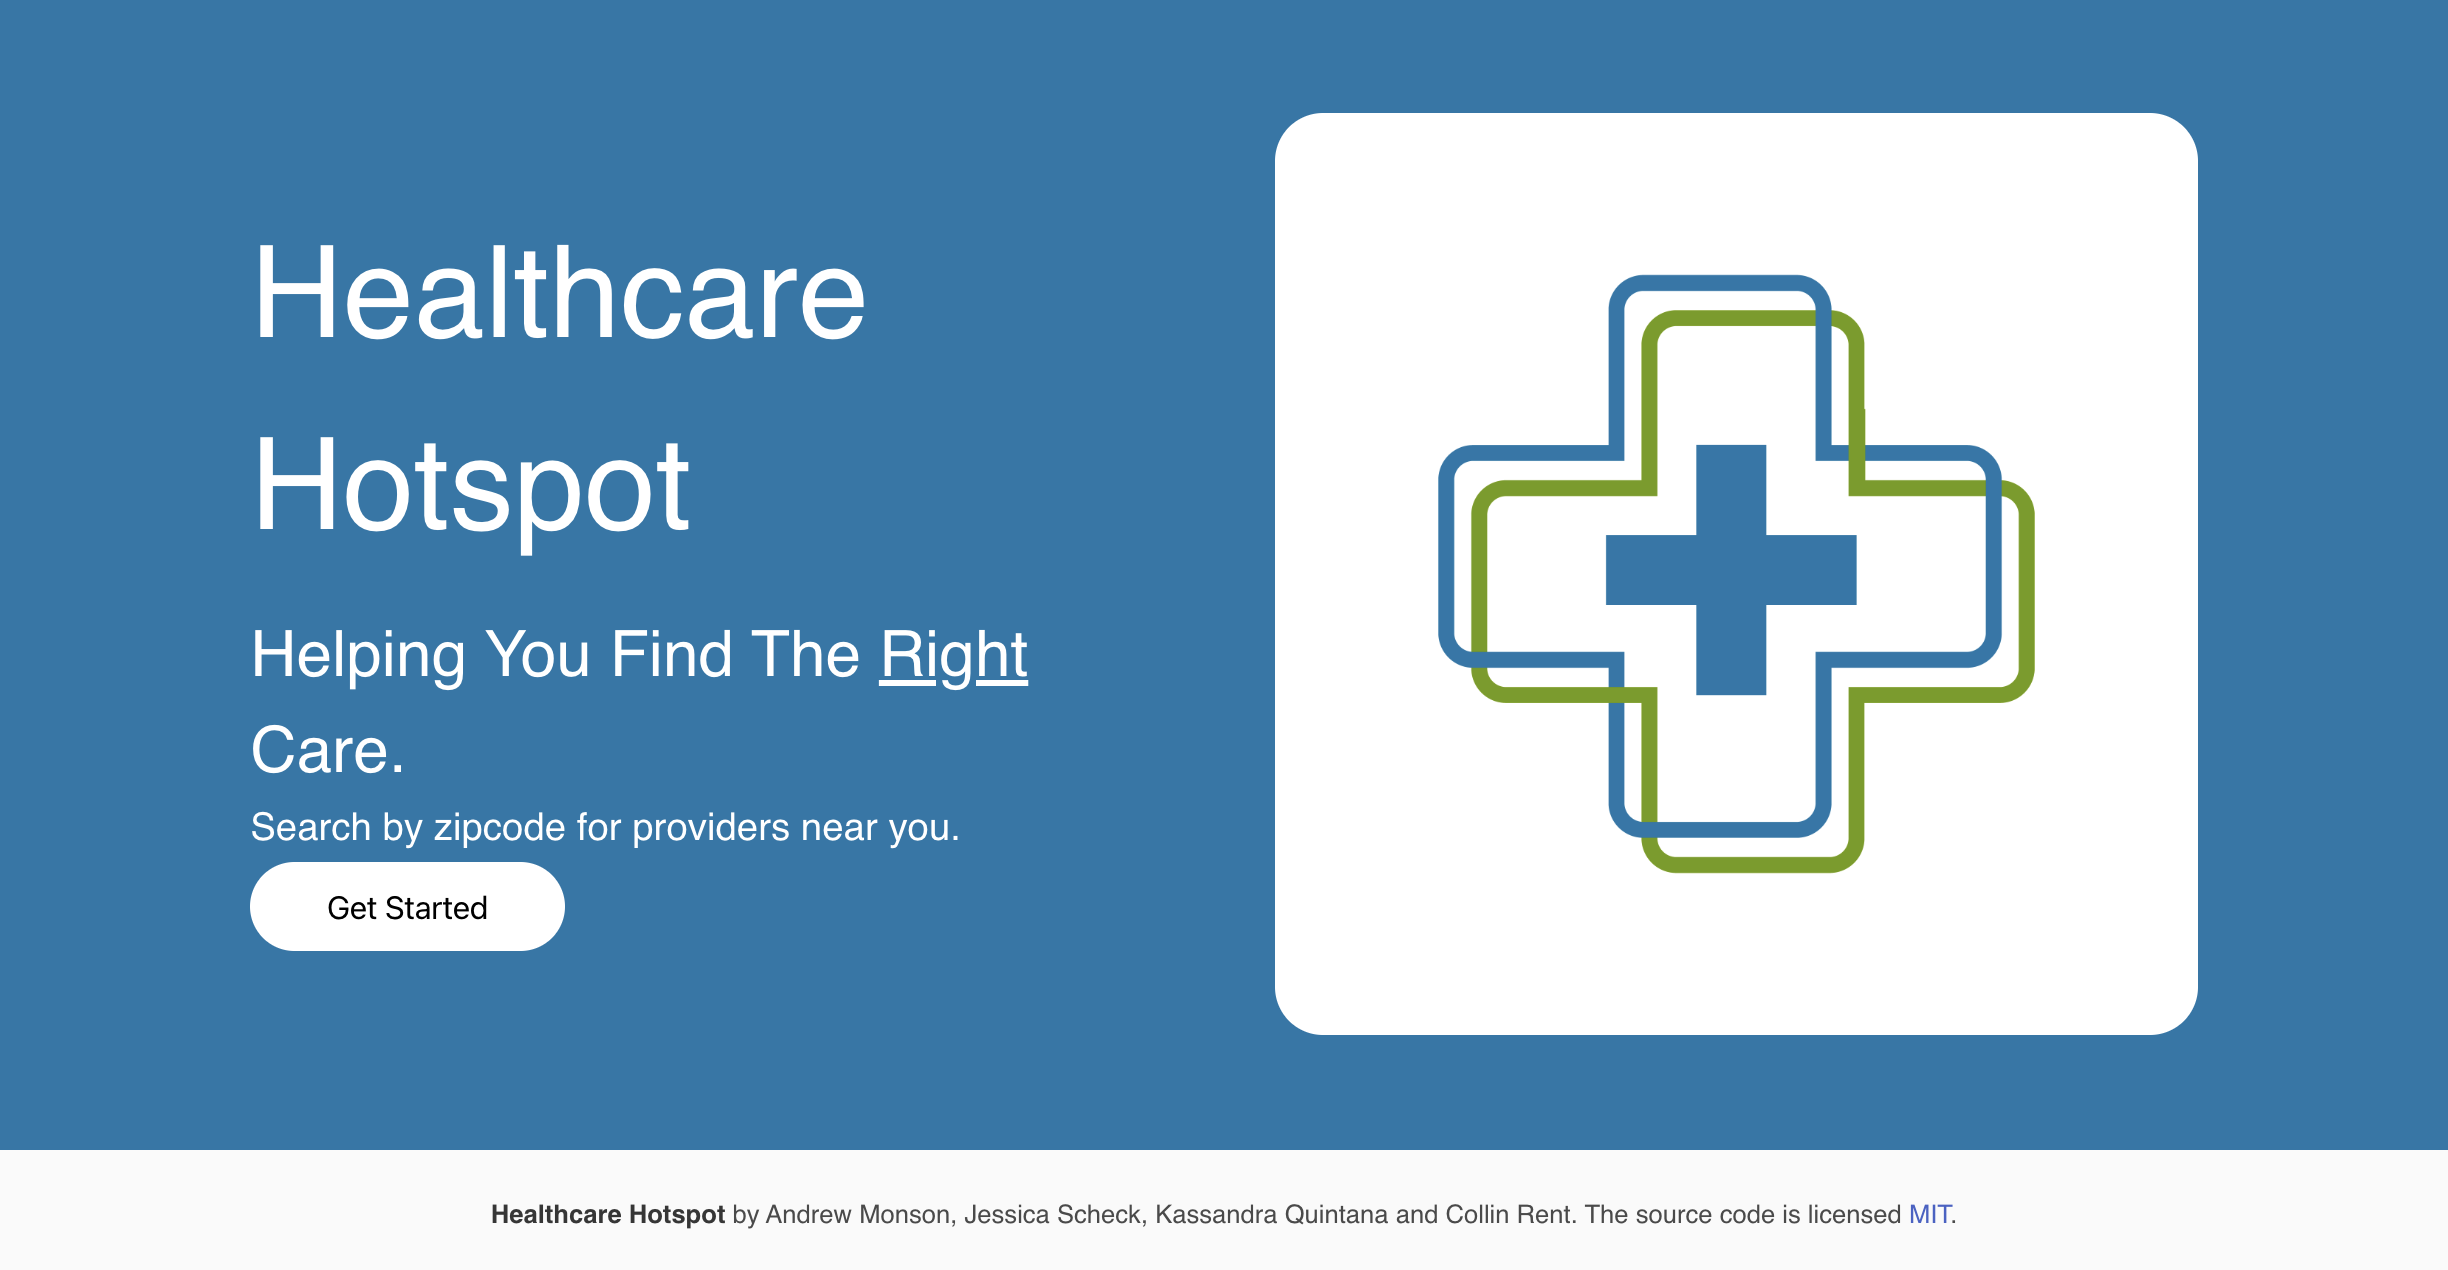 Healthcare
Hotspot
Helping You Find The Right
Care.
Search by zipcode for providers near you.
Get Started
Healthcare Hotspot by Andrew Monson, Jessica Scheck, Kassandra Quintana and Collin Rent. The source code is licensed MIT.